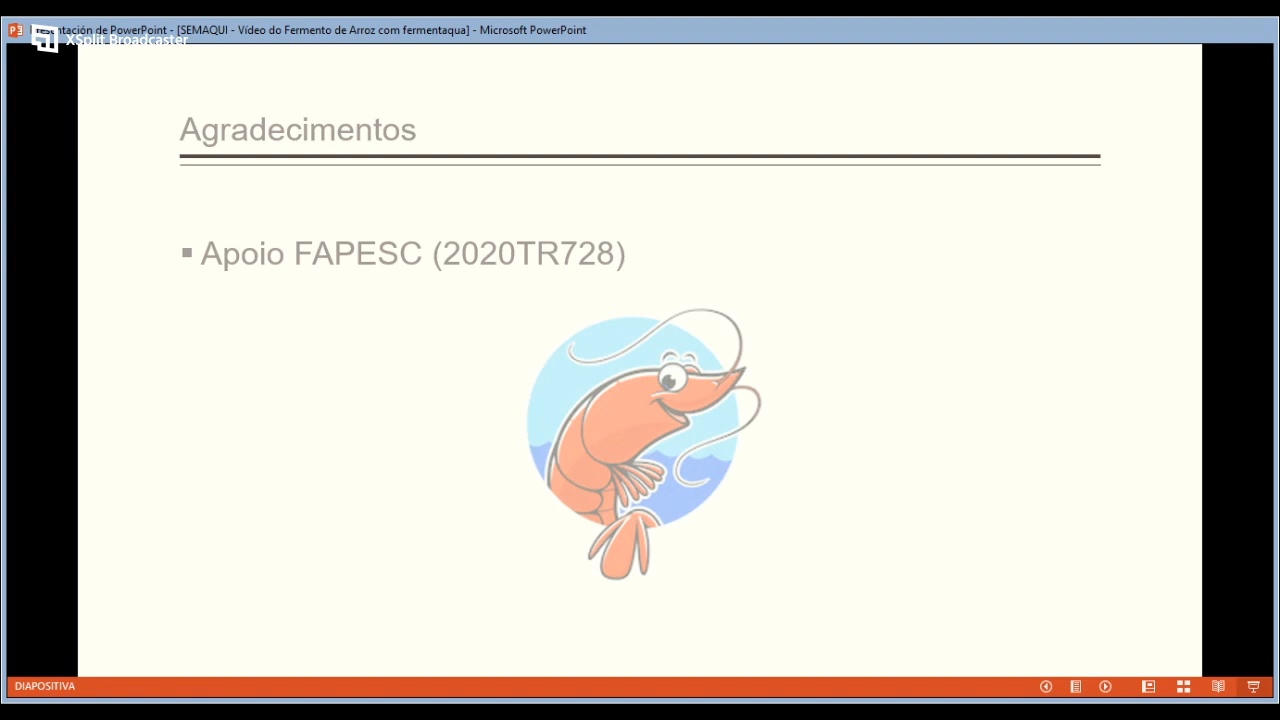 Presentación de PowerPoint - [SEMAQUI - Vídeo do Fermento de Arroz com fermentaqua] - Microsoft PowerPoint
XSplit Broadcaster
Agradecimentos
▪ Apoio FAPESC (2020TR728)
DIAPOSITIVA